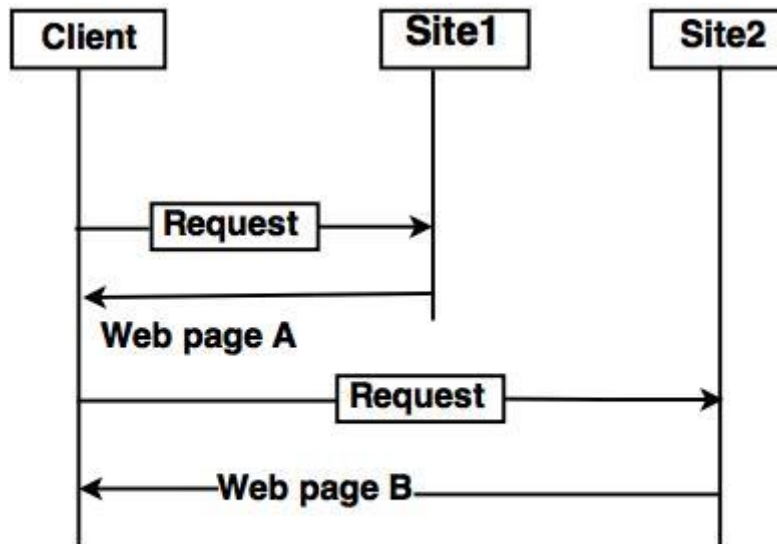 Client
Site1
Site2
Request
Web page A
Request
Web page B